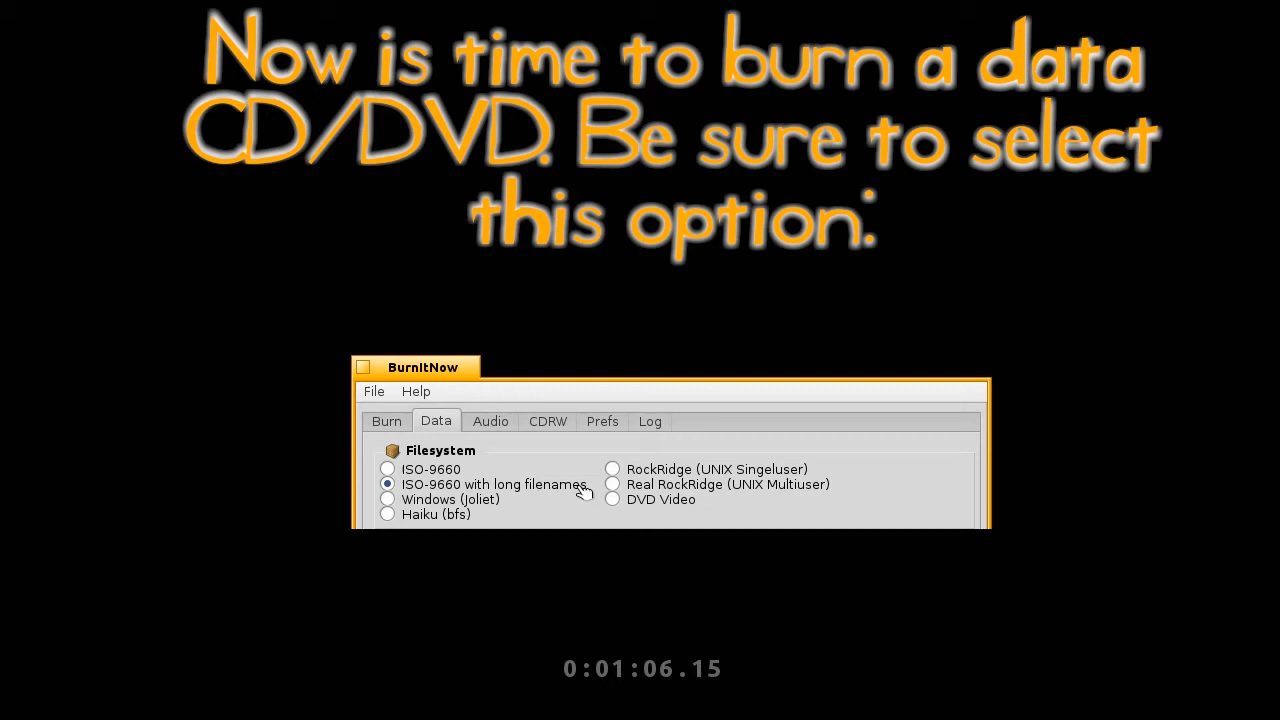 Now is time to burn a data
CD/DVD. Be sure to select
this option:
BurnItNow
File Help
Burn Data Audio CDRW Prefs Log
Filesystem
ISO-9660 RockRidge (UNIX Singeluser)
ISO-9660 with long filenames Real RockRidge (UNIX Multiuser)
Windows (Joliet) DVD Video
Haiku (bfs)
0:01:06.15